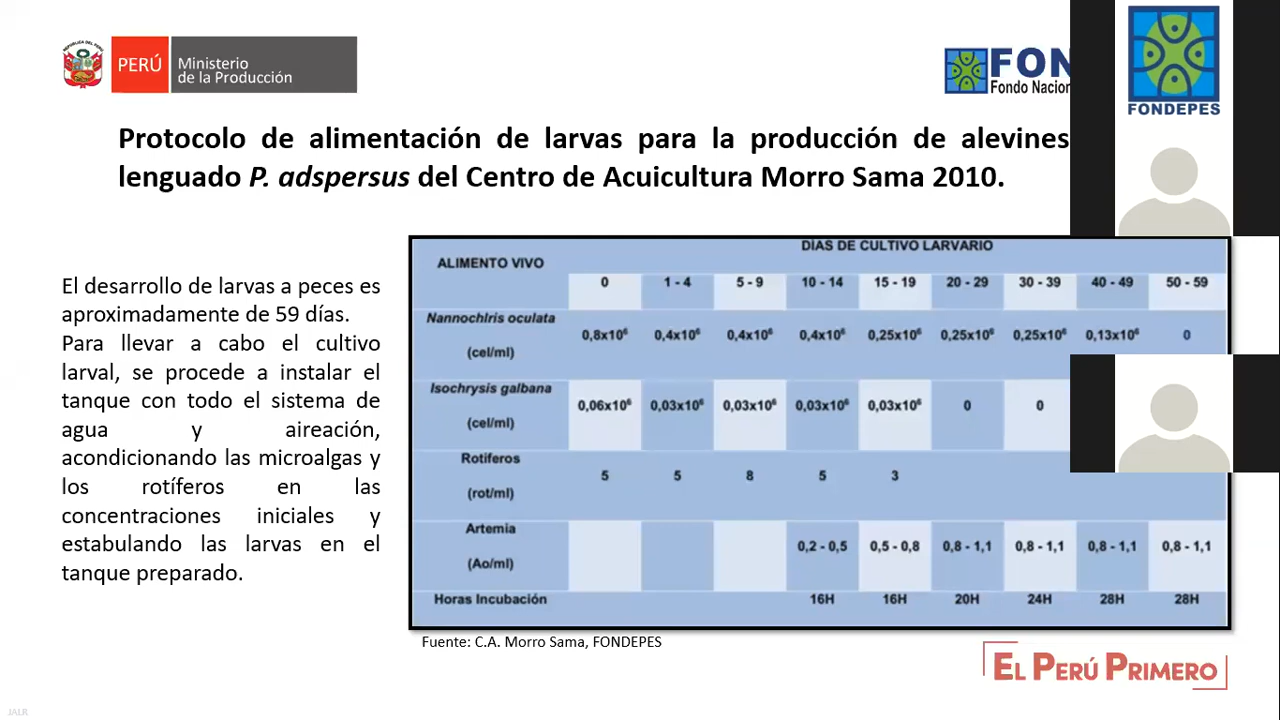 REPÚBLICA DEL PERÚ
PERÚ
Ministerio
de la Producción
FON
Fondo Nacion
FONDEPES
Protocolo de alimentación de larvas para la producción de alevines
lenguado P. adspersus del Centro de Acuicultura Morro Sama 2010.
El desarrollo de larvas a peces es
aproximadamente de 59 días.
Para llevar a cabo el cultivo
larval, se procede a instalar el
tanque con todo el sistema de
agua y aireación,
acondicionando las microalgas y
los rotíferos en las
concentraciones iniciales y
estabulando las larvas en el
tanque preparado.
ALIMENTO VIVO
DÍAS DE CULTIVO LARVARIO
0 1 - 4 5 - 9 10 - 14 15 - 19 20 - 29 30 - 39 40 - 49 50 - 59
Nannochlris oculata
(cel/ml)
0,8x10⁶ 0,4x10⁶ 0,4x10⁶ 0,4x10⁶ 0,25x10⁶ 0,25x10⁶ 0,25x10⁶ 0,13x10⁶ 0
Isochrysis galbana
(cel/ml)
0,06x10⁶ 0,03x10⁶ 0,03x10⁶ 0,03x10⁶ 0,03x10⁶ 0 0
Rotíferos
(rot/ml)
5 5 8 5 3
Artemia
(Ao/ml)
0,2 - 0,5 0,5 - 0,8 0,8 - 1,1 0,8 - 1,1 0,8 - 1,1 0,8 - 1,1
Horas Incubación 16H 16H 20H 24H 28H 28H
Fuente: C.A. Morro Sama, FONDEPES
EL PERÚ PRIMERO
JALR